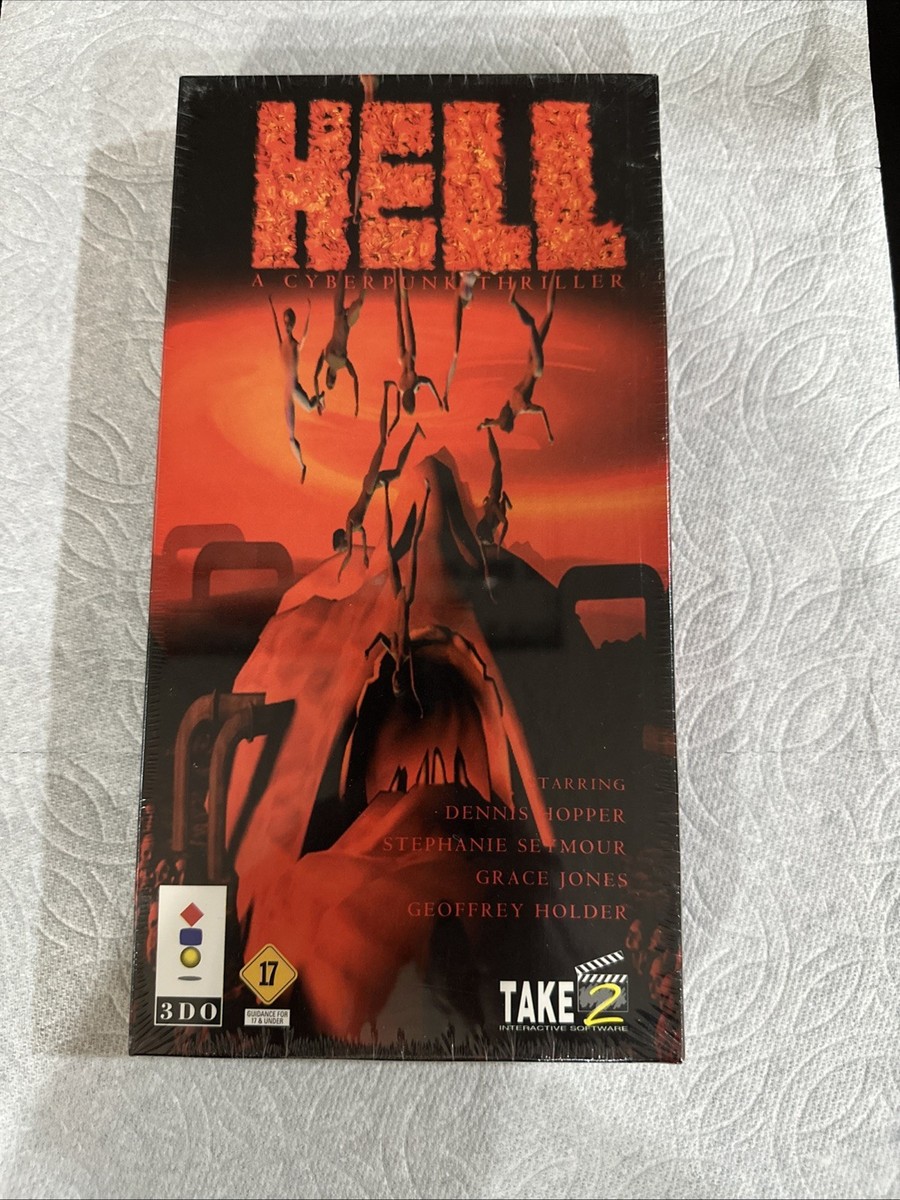 HELL
A CYBERPUNK THRILLER
STARRING
DENNIS HOPPER
STEPHANIE SEYMOUR
GRACE JONES
GEOFFREY HOLDER
3DO
17
GUIDANCE FOR
17 & UNDER
TAKE 2
INTERACTIVE SOFTWARE